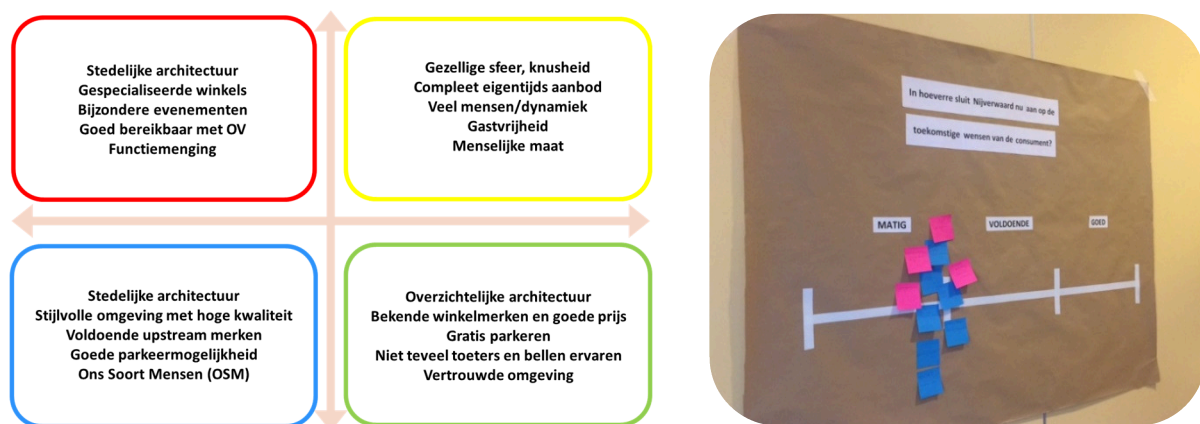 Stedelijke architectuur
Gespecialiseerde winkels
Bijzondere evenementen
Goed bereikbaar met OV
Functiemenging
Gezellige sfeer, knusheid
Compleet eigentijds aanbod
Veel mensen/dynamiek
Gastvrijheid
Menselijke maat
Stedelijke architectuur
Stijlvolle omgeving met hoge kwaliteit
Voldoende upstream merken
Goede parkeermogelijkheid
Ons Soort Mensen (OSM)
Overzichtelijke architectuur
Bekende winkelmerken en goede prijs
Gratis parkeren
Niet teveel toeters en bellen ervaren
Vertrouwde omgeving
In hoeverre sluit Nijverwaard nu aan op de
toekomstige wensen van de consument?
MATIG
VOLDOENDE
GOED